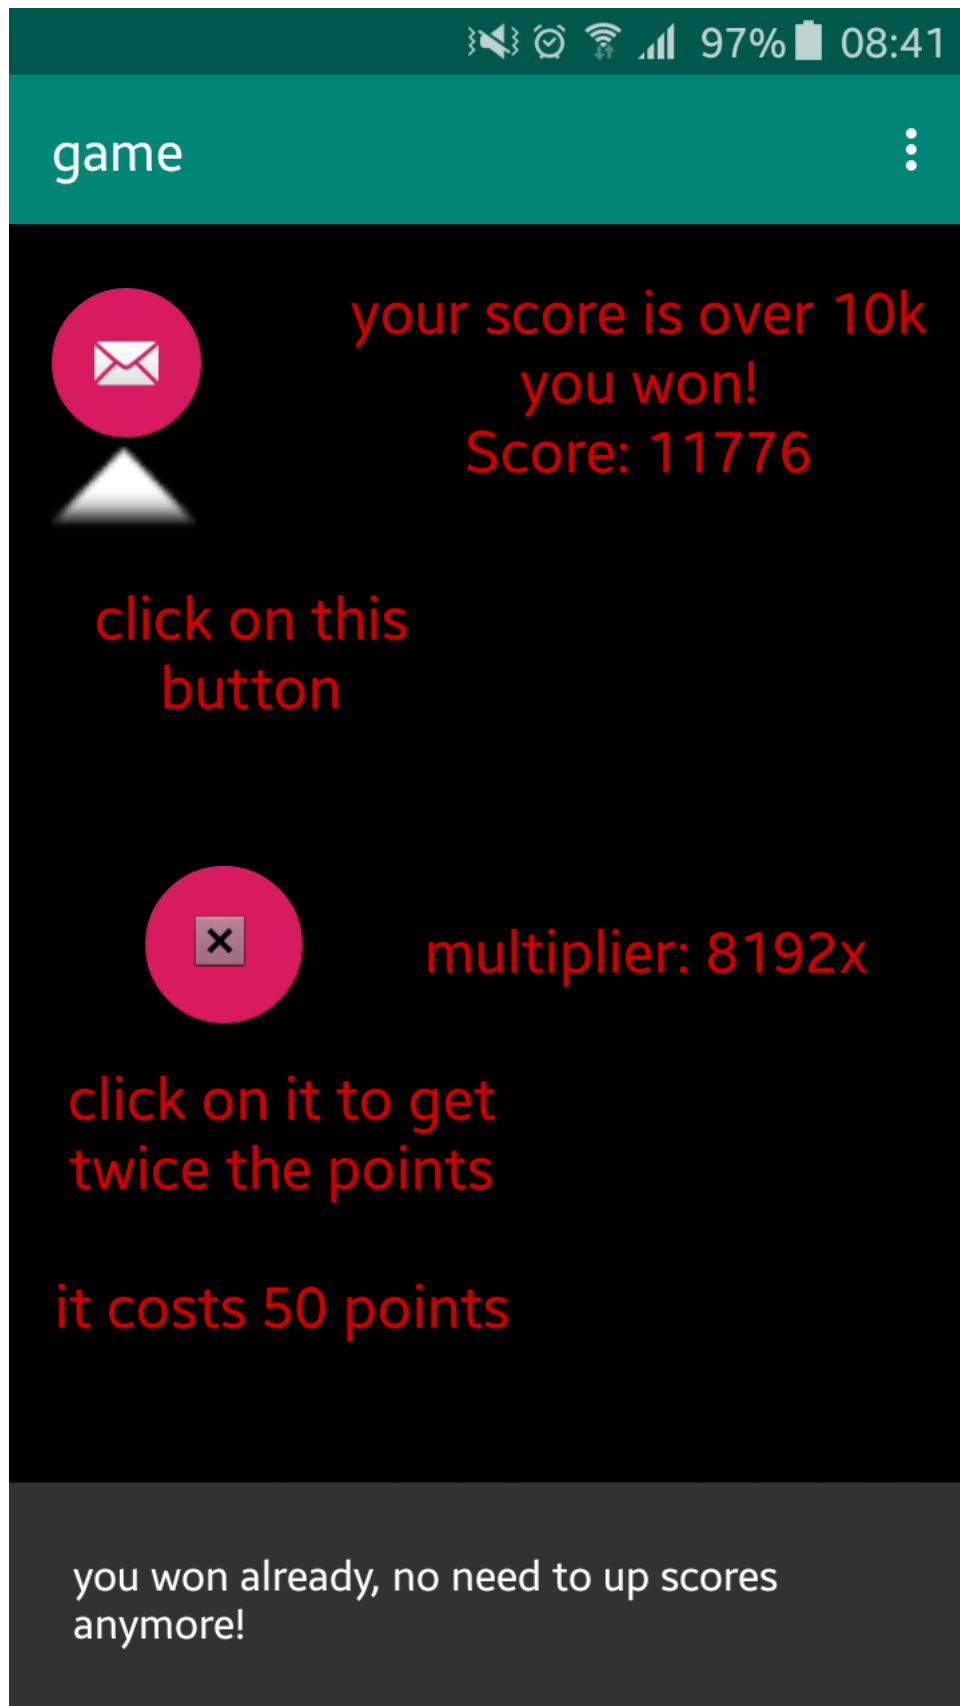 97% 08:41
game
your score is over 10k
you won!
Score: 11776
click on this
button
multiplier: 8192x
click on it to get
twice the points
it costs 50 points
you won already, no need to up scores
anymore!